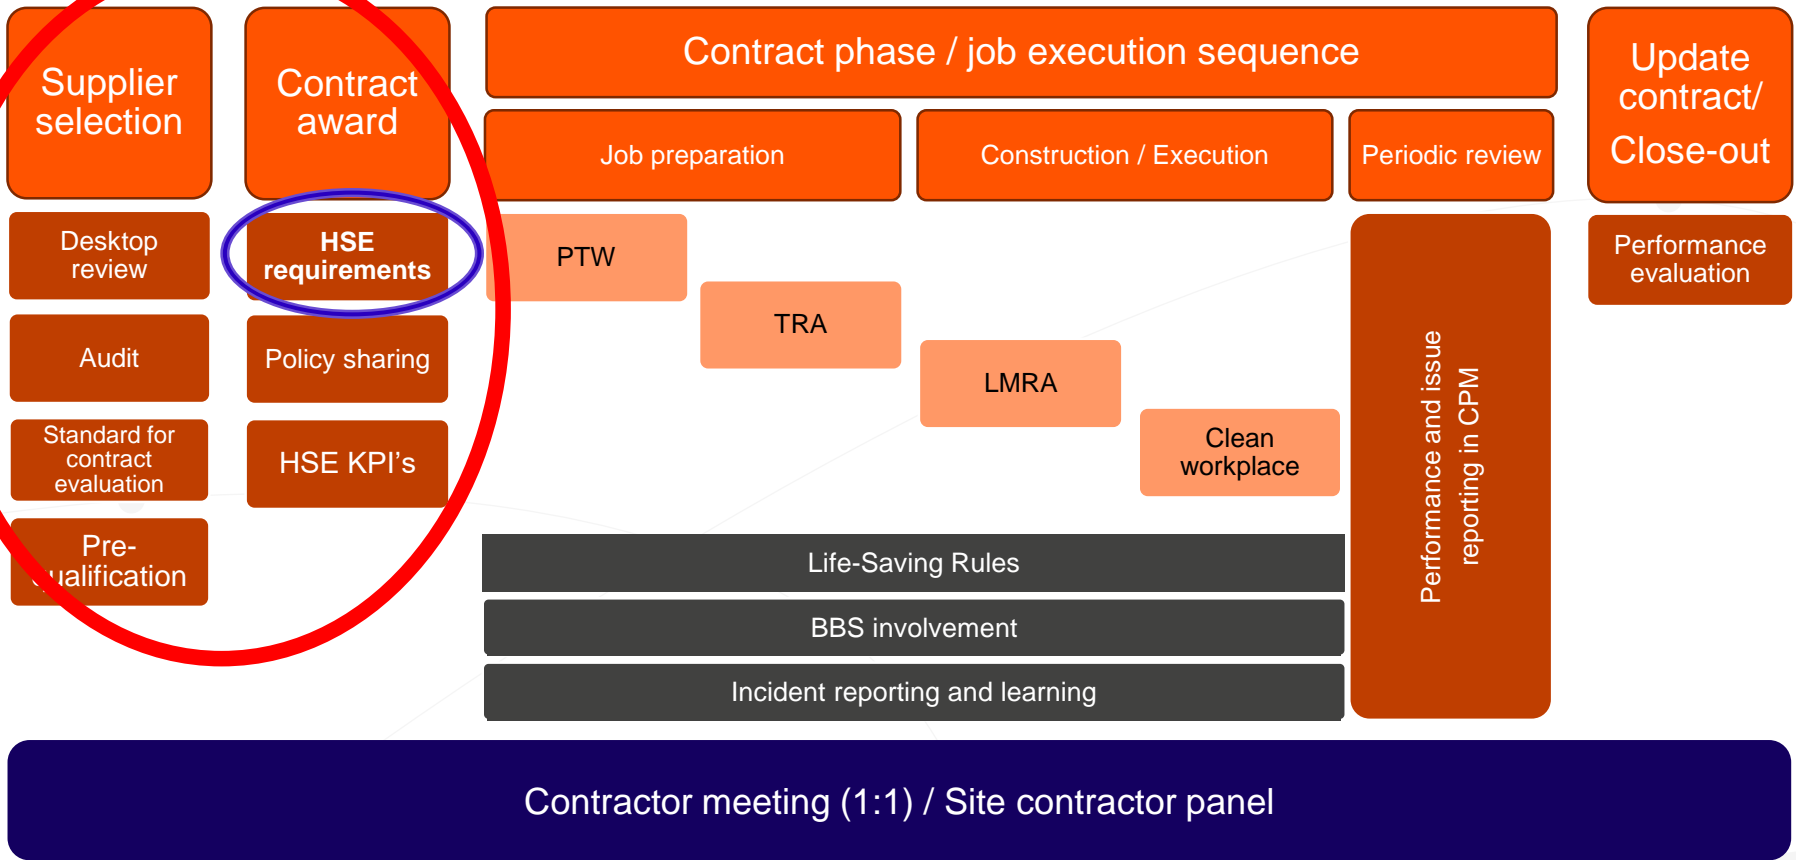 Supplier
selection
Contract
award
Contract phase / job execution sequence
Update
contract/
Close-out
Job preparation
Construction / Execution
Periodic review
Desktop
review
HSE
requirements
PTW
Performance
evaluation
TRA
Audit
Policy sharing
LMRA
Standard for
contract
evaluation
HSE KPI’s
Clean
workplace
Performance and issue
reporting in CPM
Pre-
qualification
Life-Saving Rules
BBS involvement
Incident reporting and learning
Contractor meeting (1:1) / Site contractor panel